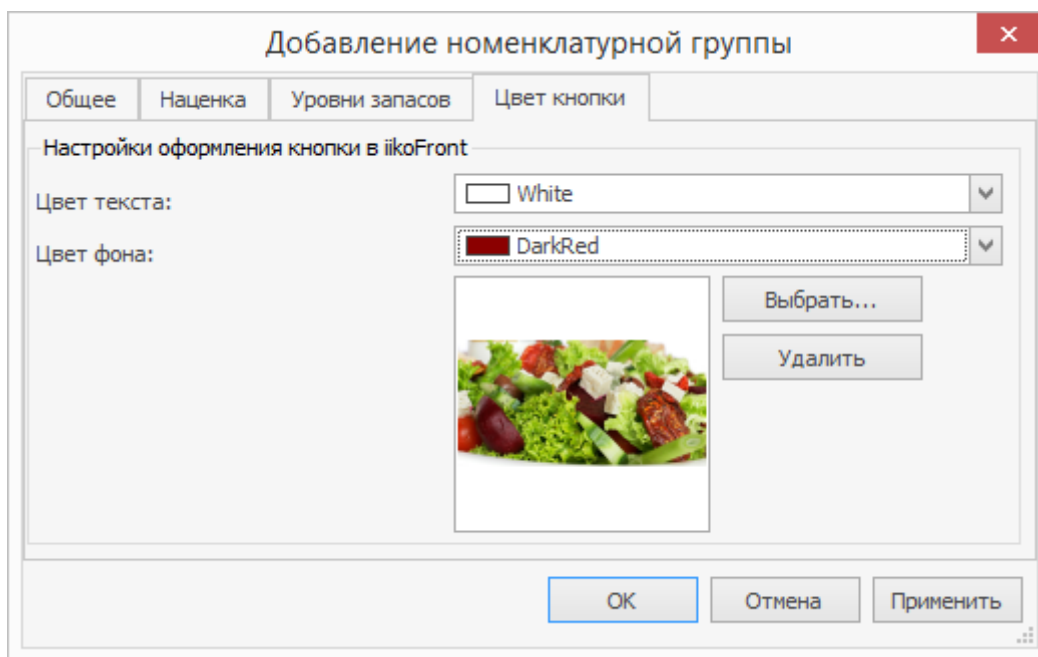 Добавление номенклатурной группы
Общее Наценка Уровни запасов Цвет кнопки
Настройки оформления кнопки в iikoFront
Цвет текста: White
Цвет фона: DarkRed
Выбрать...
Удалить
OK Отмена Применить